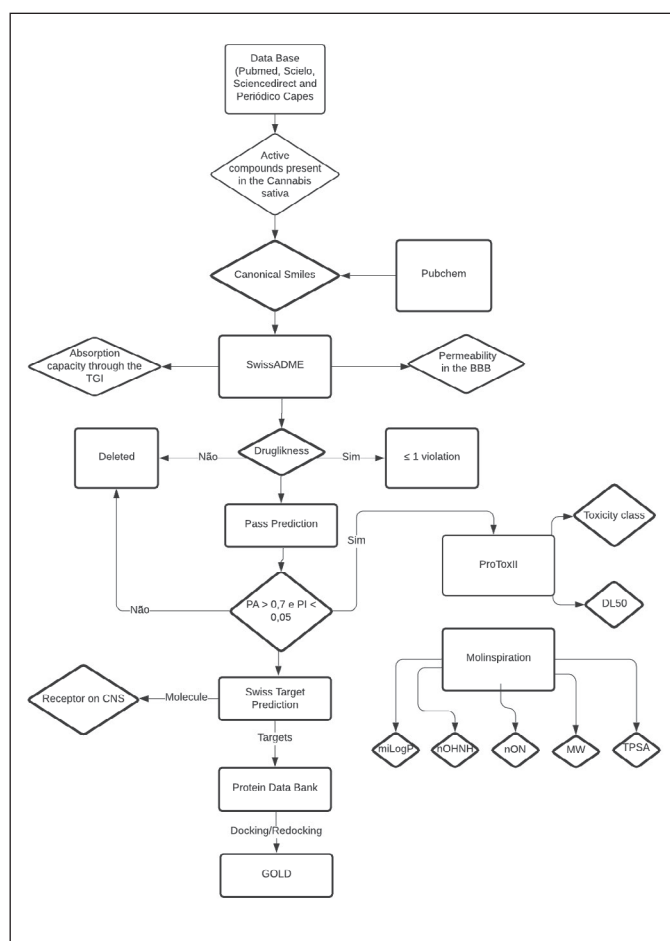 Data Base
(Pubmed, Scielo,
Sciencedirect and
Periódico Capes
Active
compounds present
in the Cannabis
sativa
Canonical Smiles
Pubchem
Absorption
capacity through the
TGI
SwissADME
Permeability
in the BBB
Deleted
Não
Druglikness
Sim
≤ 1 violation
Pass Prediction
Sim
Toxicity class
ProToxII
Não
PA > 0,7 e PI <
0,05
DL50
Molinspiration
Receptor on CNS
Molecule
Swiss Target
Prediction
Targets
miLogP
nOHNH
nON
MW
TPSA
Protein Data Bank
Docking/Redocking
GOLD